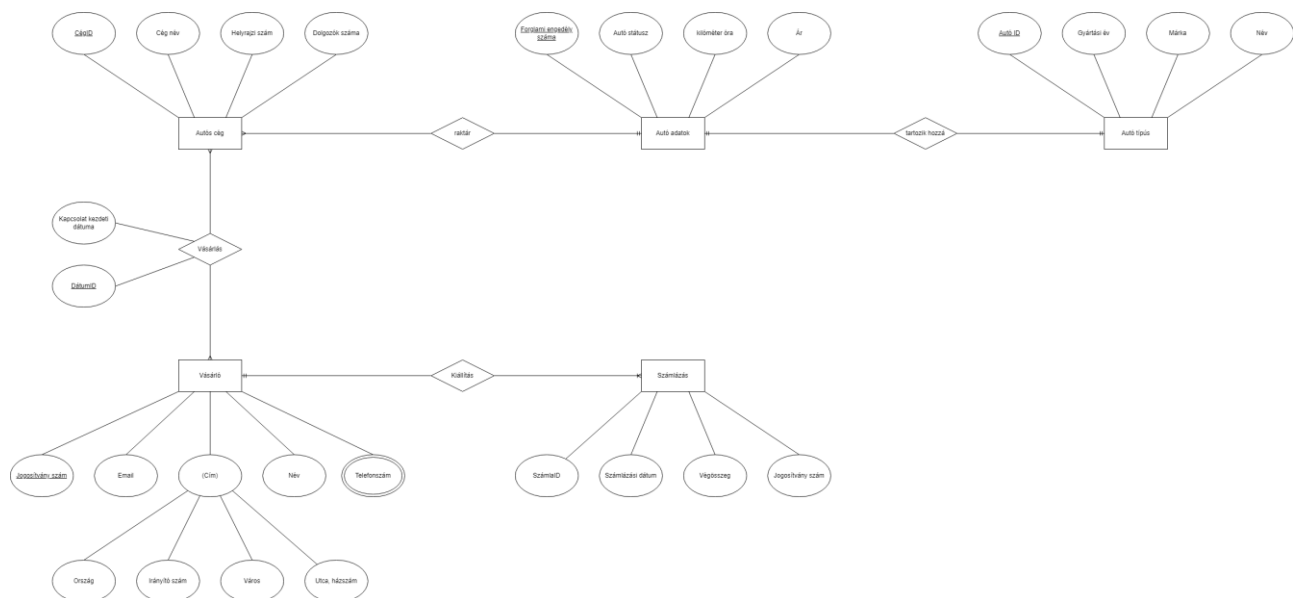 CégID
Cég név
Helyrajzi szám
Dolgozók száma
Forglami engedély
száma
Autó státusz
kilóméter óra
Ár
Autó ID
Gyártási év
Márka
Név
Autós cég
raktár
Autó adatok
tartozik hozzá
Autó típus
Kapcsolat kezdeti
dátuma
Vásárlás
DátumID
Vásárló
Kiállítás
Számlázás
Jogosítvány szám
Email
(Cím)
Név
Telefonszám
SzámlaID
Számlázási dátum
Végösszeg
Jogosítvány szám
Ország
Irányító szám
Város
Utca, házszám